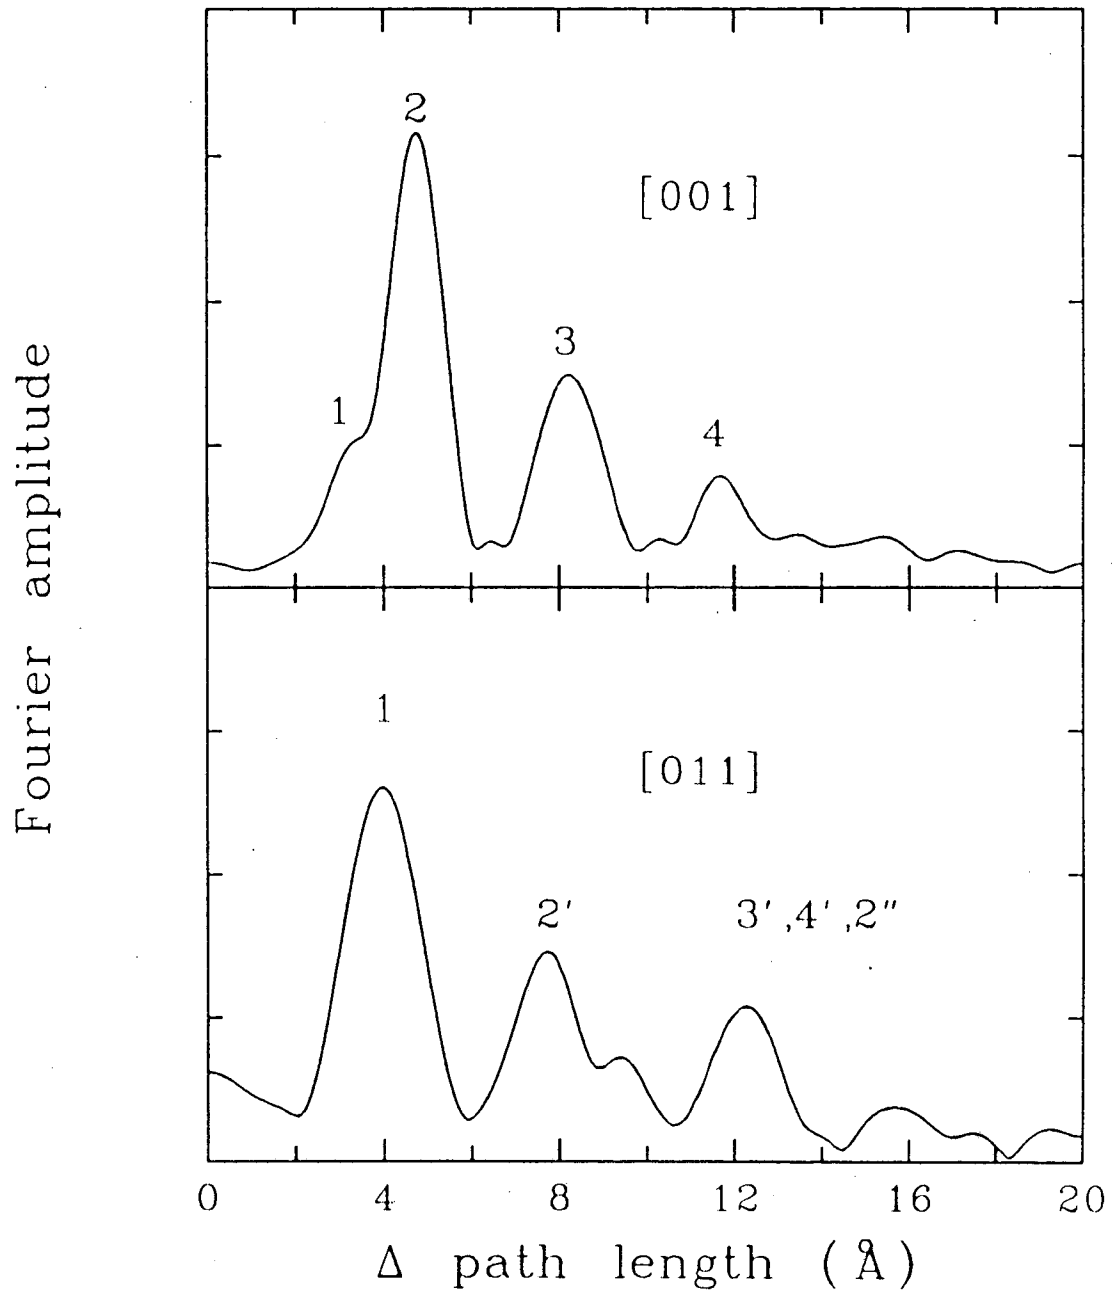 2
[001]
3
1
4
Fourier amplitude
1
[011]
2' 3',4',2"
0 4 8 12 16 20
Δ path length (Å)